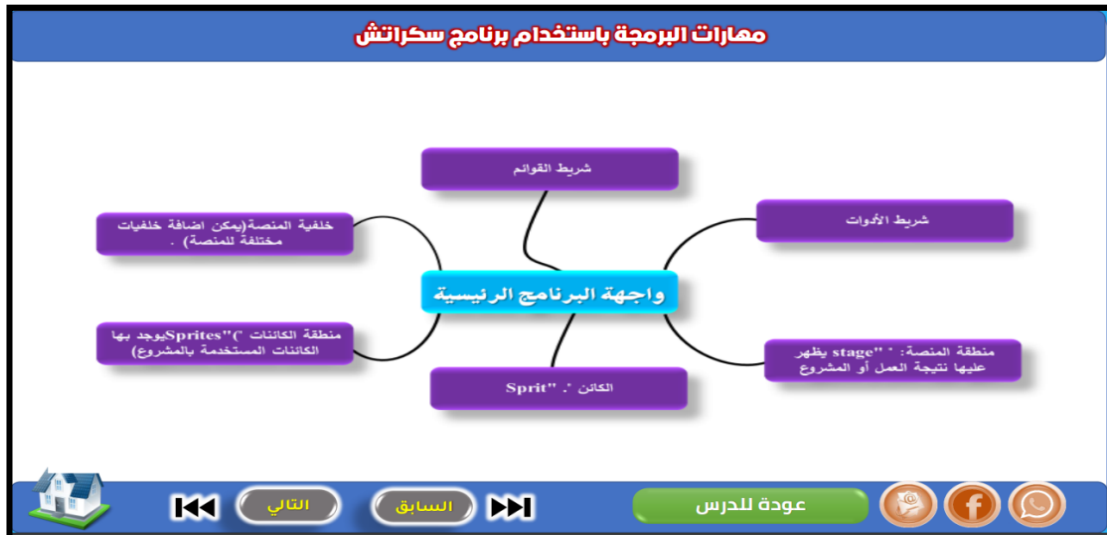 مهارات البرمجة باستخدام برنامج سكراتش
شريط القوائم
شريط الأدوات
خلفية المنصة(يمكن اضافة خلفيات
مختلفة للمنصة) .
واجهة البرنامج الرئيسية
منطقة المنصة: " "stage يظهر
عليها نتيجة العمل أو المشروع
منطقة الكائنات ")"Spritesيوجد بها
الكائنات المستخدمة بالمشروع)
الكائن ". "Sprit
عودة للدرس
السابق
التالي